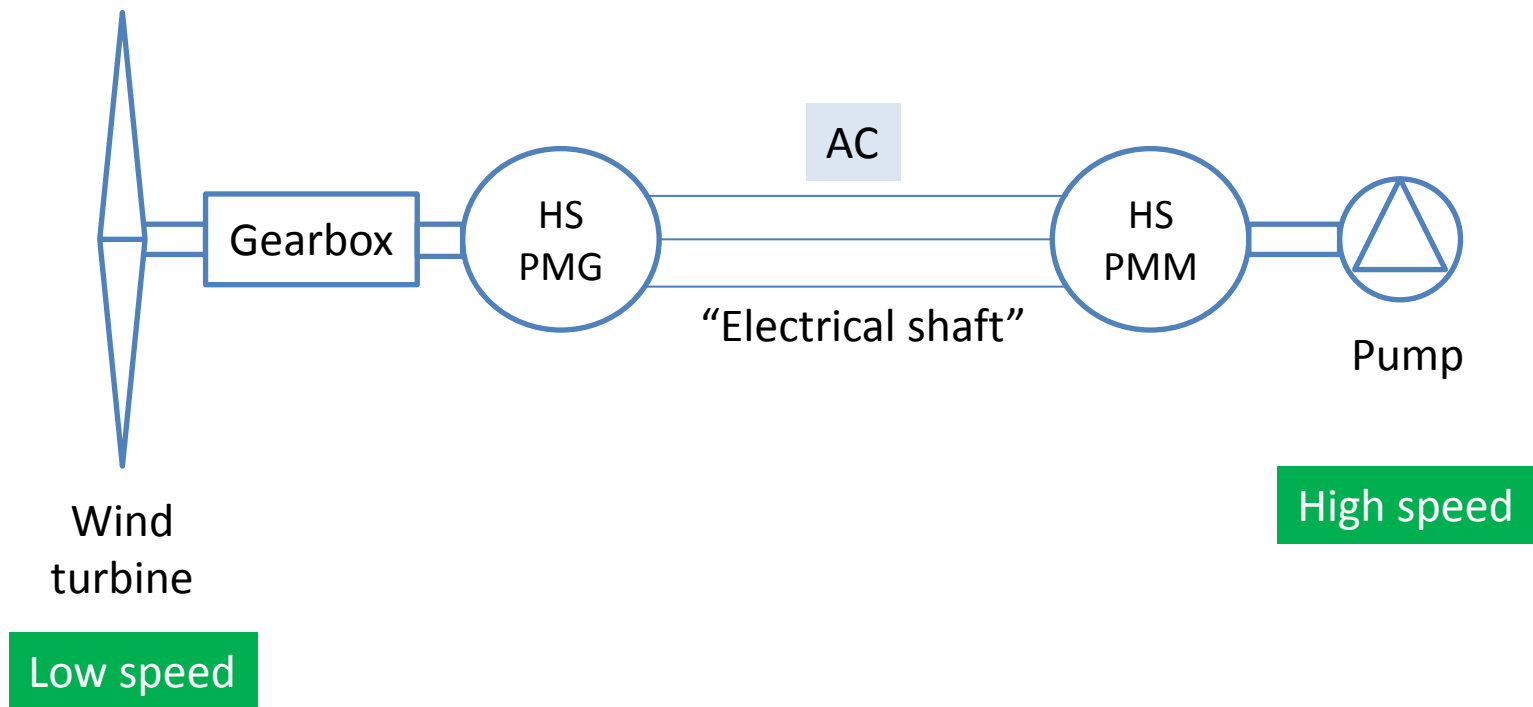 AC
Gearbox
HS
PMG
HS
PMM
“Electrical shaft”
Pump
Wind
turbine
High speed
Low speed